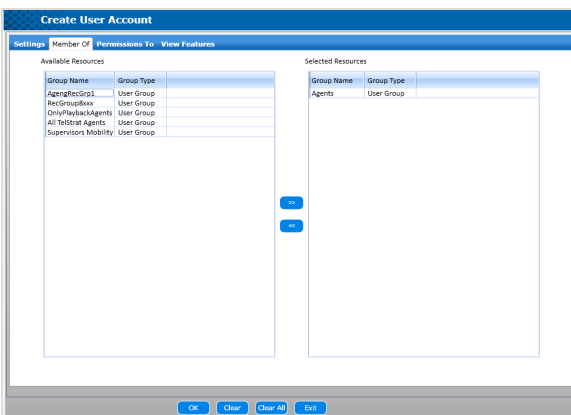 Create User Account
Settings Member Of Permissions To View Features
Available Resources Selected Resources
Group Name Group Type Group Name Group Type
AgengRecGrp1 User Group Agents User Group
RecGroup8xxx User Group
OnlyPlaybackAgents User Group
All TelStrat Agents User Group
Supervisors Mobility User Group
>>
<<
OK Clear Clear All Exit